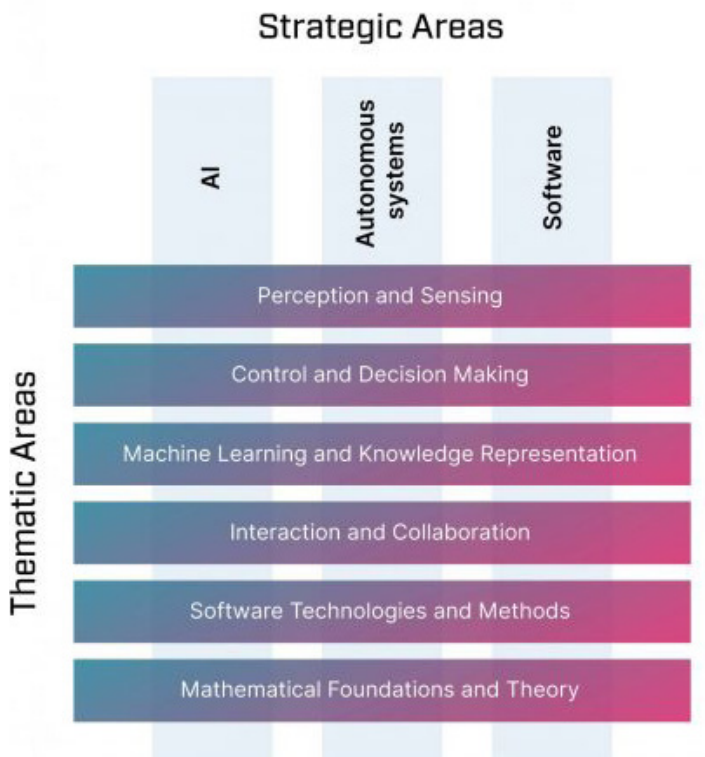 Strategic Areas
AI
Autonomous
systems
Software
Thematic Areas
Perception and Sensing
Control and Decision Making
Machine Learning and Knowledge Representation
Interaction and Collaboration
Software Technologies and Methods
Mathematical Foundations and Theory